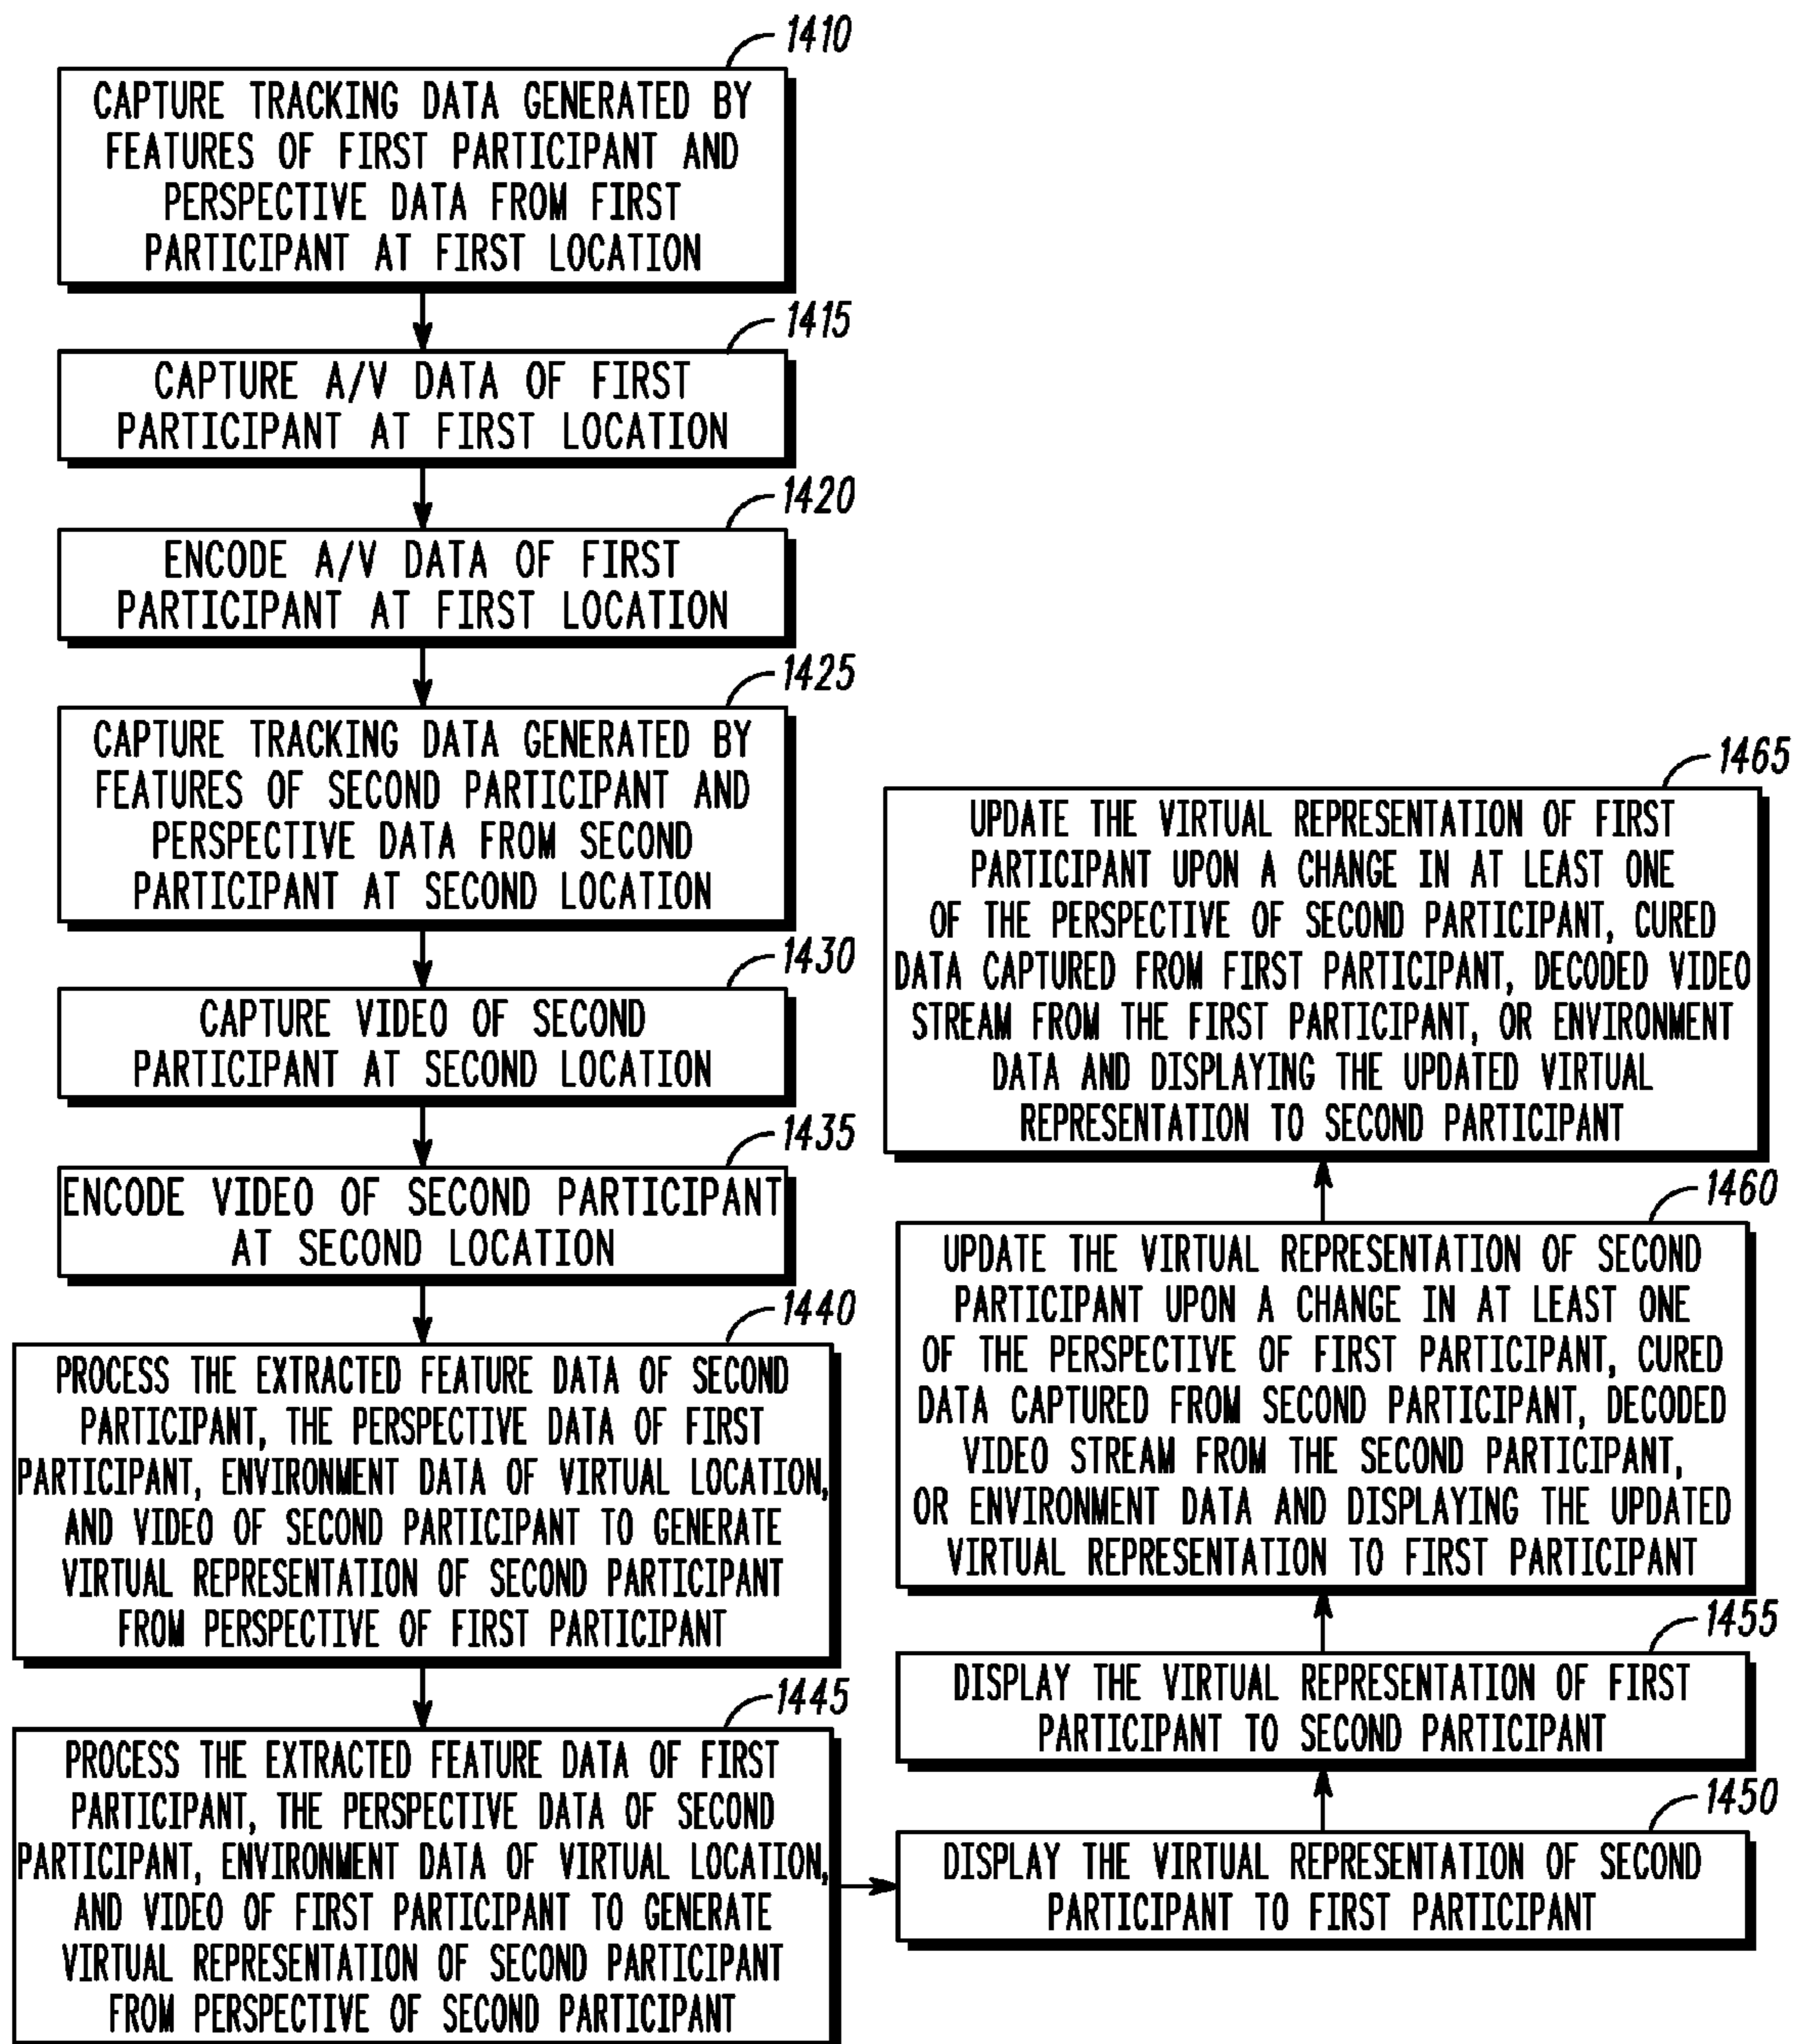 1410
CAPTURE TRACKING DATA GENERATED BY
FEATURES OF FIRST PARTICIPANT AND
PERSPECTIVE DATA FROM FIRST
PARTICIPANT AT FIRST LOCATION
1415
CAPTURE A/V DATA OF FIRST
PARTICIPANT AT FIRST LOCATION
1420
ENCODE A/V DATA OF FIRST
PARTICIPANT AT FIRST LOCATION
1425
CAPTURE TRACKING DATA GENERATED BY
FEATURES OF SECOND PARTICIPANT AND
PERSPECTIVE DATA FROM SECOND
PARTICIPANT AT SECOND LOCATION
1430
CAPTURE VIDEO OF SECOND
PARTICIPANT AT SECOND LOCATION
1435
ENCODE VIDEO OF SECOND PARTICIPANT
AT SECOND LOCATION
1440
PROCESS THE EXTRACTED FEATURE DATA OF SECOND
PARTICIPANT, THE PERSPECTIVE DATA OF FIRST
PARTICIPANT, ENVIRONMENT DATA OF VIRTUAL LOCATION,
AND VIDEO OF SECOND PARTICIPANT TO GENERATE
VIRTUAL REPRESENTATION OF SECOND PARTICIPANT
FROM PERSPECTIVE OF FIRST PARTICIPANT
1445
PROCESS THE EXTRACTED FEATURE DATA OF FIRST
PARTICIPANT, THE PERSPECTIVE DATA OF SECOND
PARTICIPANT, ENVIRONMENT DATA OF VIRTUAL LOCATION,
AND VIDEO OF FIRST PARTICIPANT TO GENERATE
VIRTUAL REPRESENTATION OF SECOND PARTICIPANT
FROM PERSPECTIVE OF SECOND PARTICIPANT
1450
DISPLAY THE VIRTUAL REPRESENTATION OF SECOND
PARTICIPANT TO FIRST PARTICIPANT
1455
DISPLAY THE VIRTUAL REPRESENTATION OF FIRST
PARTICIPANT TO SECOND PARTICIPANT
1460
UPDATE THE VIRTUAL REPRESENTATION OF SECOND
PARTICIPANT UPON A CHANGE IN AT LEAST ONE
OF THE PERSPECTIVE OF FIRST PARTICIPANT, CURED
DATA CAPTURED FROM SECOND PARTICIPANT, DECODED
VIDEO STREAM FROM THE SECOND PARTICIPANT,
OR ENVIRONMENT DATA AND DISPLAYING THE UPDATED
VIRTUAL REPRESENTATION TO FIRST PARTICIPANT
1465
UPDATE THE VIRTUAL REPRESENTATION OF FIRST
PARTICIPANT UPON A CHANGE IN AT LEAST ONE
OF THE PERSPECTIVE OF SECOND PARTICIPANT, CURED
DATA CAPTURED FROM FIRST PARTICIPANT, DECODED VIDEO
STREAM FROM THE FIRST PARTICIPANT, OR ENVIRONMENT
DATA AND DISPLAYING THE UPDATED VIRTUAL
REPRESENTATION TO SECOND PARTICIPANT